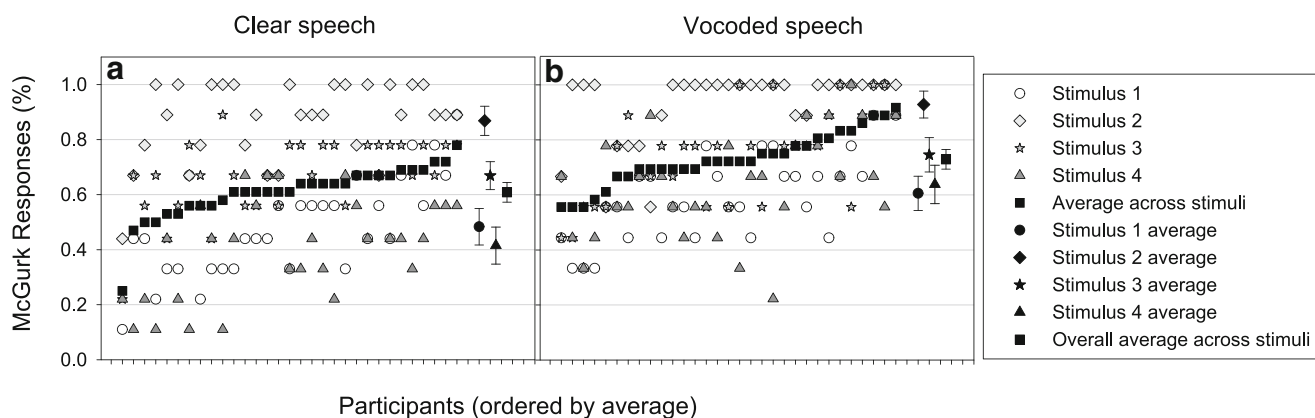 Clear speech
Vocoded speech
a
b
McGurk Responses (%)
1.0
0.8
0.6
0.4
0.2
0.0
Participants (ordered by average)
Stimulus 1
Stimulus 2
Stimulus 3
Stimulus 4
Average across stimuli
Stimulus 1 average
Stimulus 2 average
Stimulus 3 average
Stimulus 4 average
Overall average across stimuli